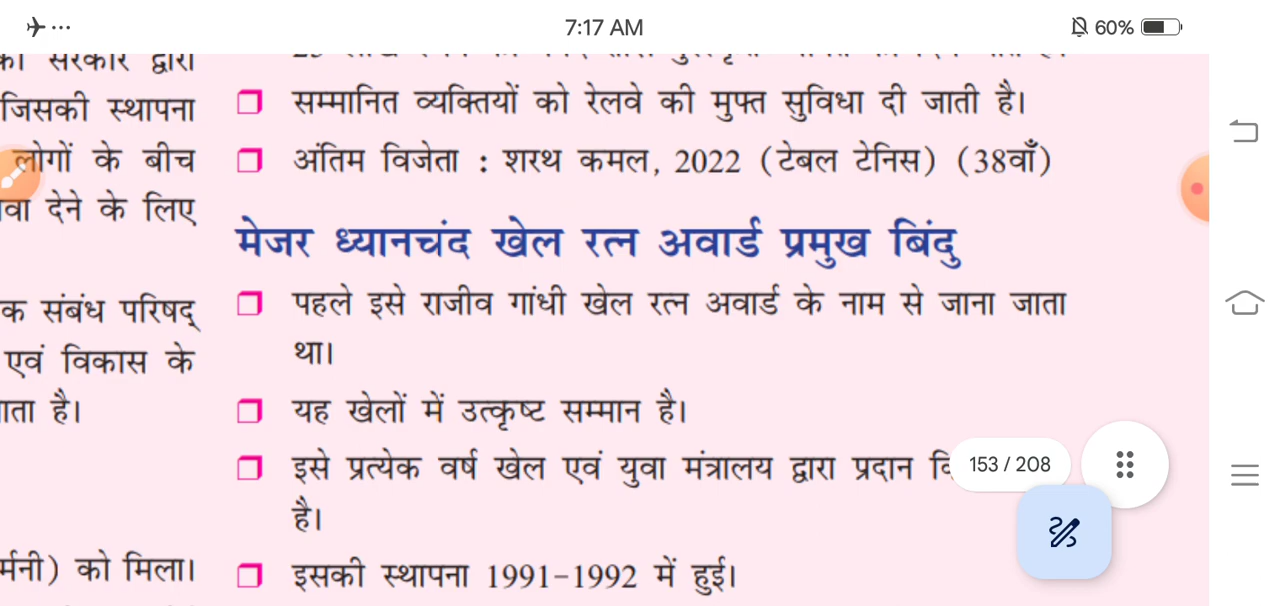 7:17 AM
60%
की सरकार द्वारा
जिसकी स्थापना
लोगों के बीच
देने के लिए
क संबंध परिषद्
एवं विकास के
है।
को मिला।
सम्मानित व्यक्तियों को रेलवे की मुफ्त सुविधा दी जाती है।
अंतिम विजेता : शरथ कमल, 2022 (टेबल टेनिस) (38वाँ)
मेजर ध्यानचंद खेल रत्न अवार्ड प्रमुख बिंदु
पहले इसे राजीव गांधी खेल रत्न अवार्ड के नाम से जाना जाता
था।
यह खेलों में उत्कृष्ट सम्मान है।
इसे प्रत्येक वर्ष खेल एवं युवा मंत्रालय द्वारा प्रदान
है।
इसकी स्थापना 1991-1992 में हुई।
153 / 208